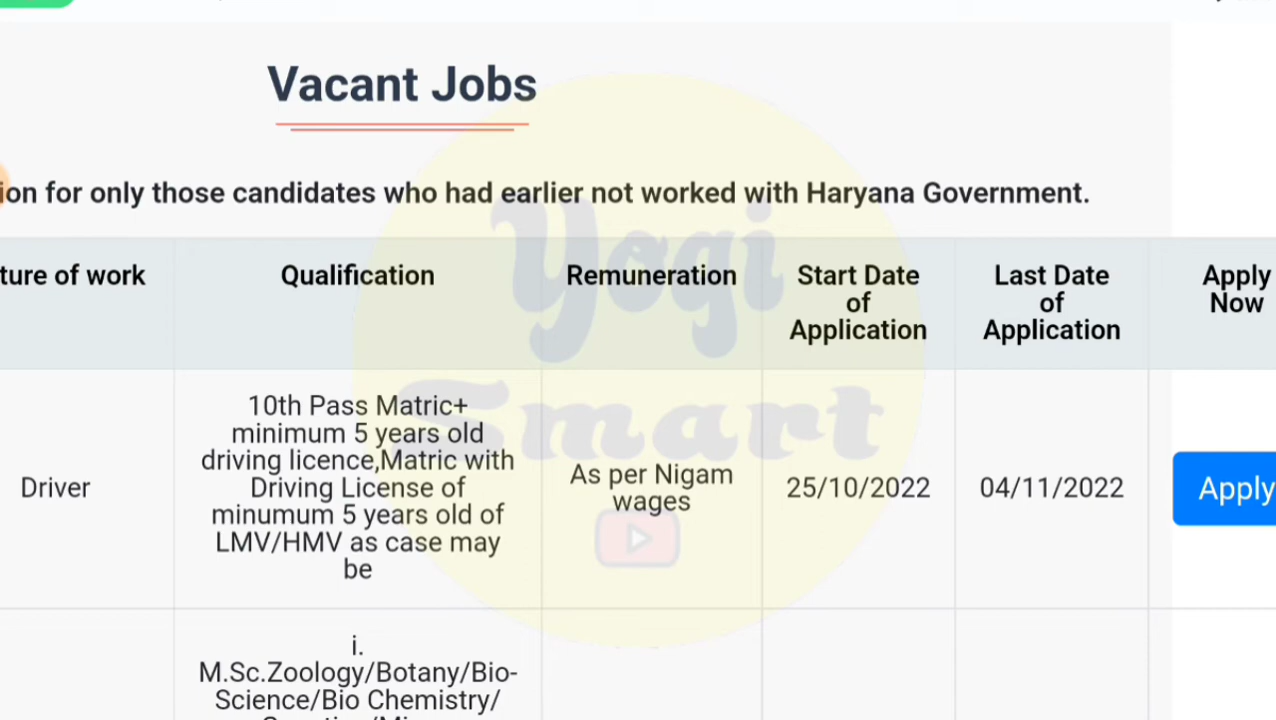 Vacant Jobs
ion for only those candidates who had earlier not worked with Haryana Government.
ture of work
Qualification
Remuneration
Start Date
of
Application
Last Date
of
Application
Apply
Now
Driver
10th Pass Matric+
minimum 5 years old
driving licence,Matric with
Driving License of
minumum 5 years old of
LMV/HMV as case may
be
As per Nigam
wages
25/10/2022
04/11/2022
Apply
i.
M.Sc.Zoology/Botany/Bio-
Science/Bio Chemistry/
Yogi
Smart